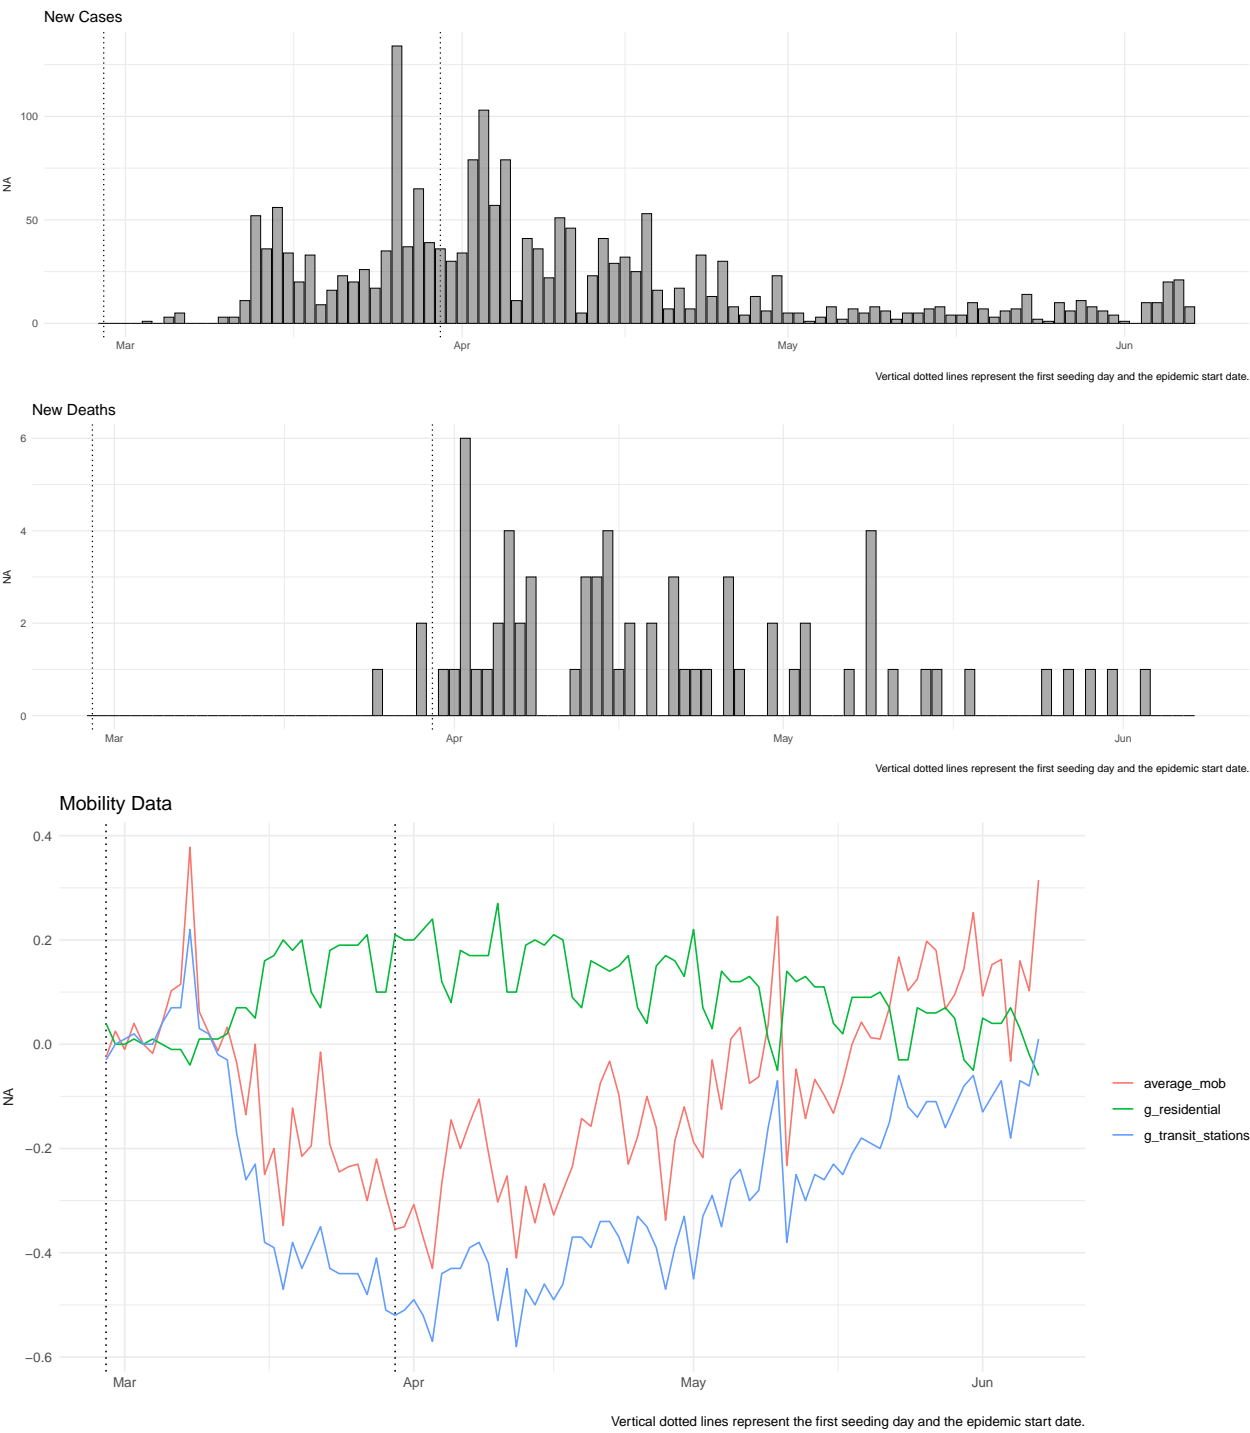 New Cases
NA
100
50
0
Mar Apr May Jun
Vertical dotted lines represent the first seeding day and the epidemic start date.
New Deaths
NA
6
4
2
0
Mar Apr May Jun
Vertical dotted lines represent the first seeding day and the epidemic start date.
Mobility Data
NA
0.4
0.2
0.0
−0.2
−0.4
−0.6
Mar Apr May Jun
average_mob
g_residential
g_transit_stations
Vertical dotted lines represent the first seeding day and the epidemic start date.